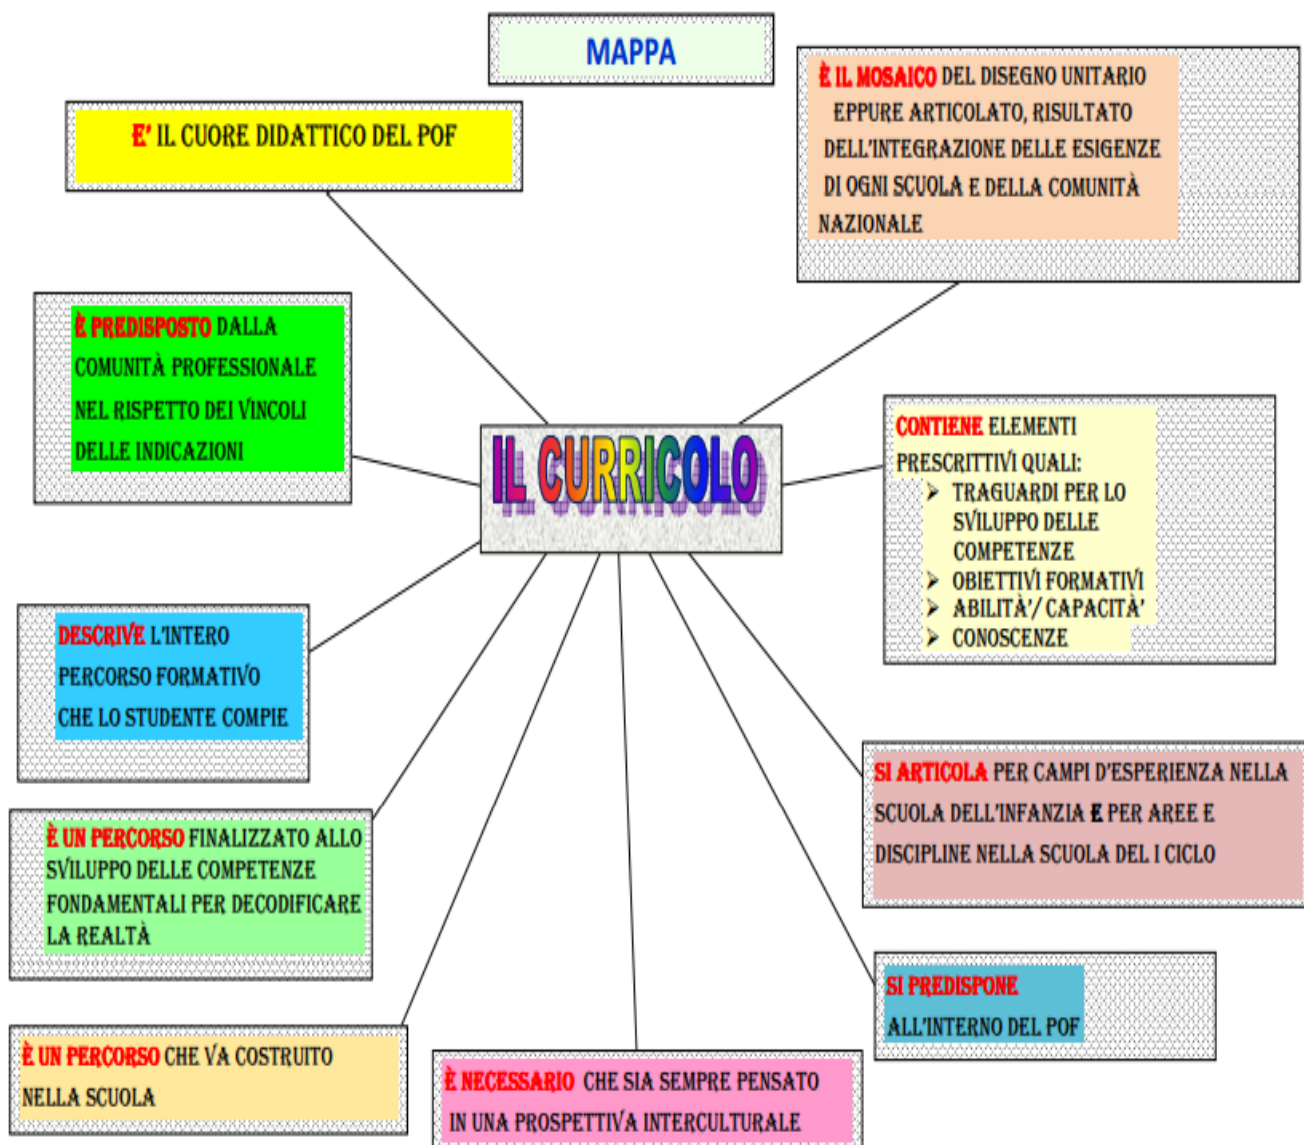 MAPPA
E' IL CUORE DIDATTICO DEL POF
È IL MOSAICO DEL DISEGNO UNITARIO
EPPURE ARTICOLATO, RISULTATO
DELL'INTEGRAZIONE DELLE ESIGENZE
DI OGNI SCUOLA E DELLA COMUNITÀ
NAZIONALE
È PREDISPOSTO DALLA
COMUNITÀ PROFESSIONALE
NEL RISPETTO DEI VINCOLI
DELLE INDICAZIONI
IL CURRICOLO
CONTIENE ELEMENTI
PRESCRITTIVI QUALI:
➢ TRAGUARDI PER LO
SVILUPPO DELLE
COMPETENZE
➢ OBIETTIVI FORMATIVI
➢ ABILITÀ'/ CAPACITÀ'
➢ CONOSCENZE
DESCRIVE L'INTERO
PERCORSO FORMATIVO
CHE LO STUDENTE COMPIE
SI ARTICOLA PER CAMPI D'ESPERIENZA NELLA
SCUOLA DELL'INFANZIA E PER AREE E
DISCIPLINE NELLA SCUOLA DEL I CICLO
È UN PERCORSO FINALIZZATO ALLO
SVILUPPO DELLE COMPETENZE
FONDAMENTALI PER DECODIFICARE
LA REALTÀ
SI PREDISPONE
ALL'INTERNO DEL POF
È UN PERCORSO CHE VA COSTRUITO
NELLA SCUOLA
È NECESSARIO CHE SIA SEMPRE PENSATO
IN UNA PROSPETTIVA INTERCULTURALE